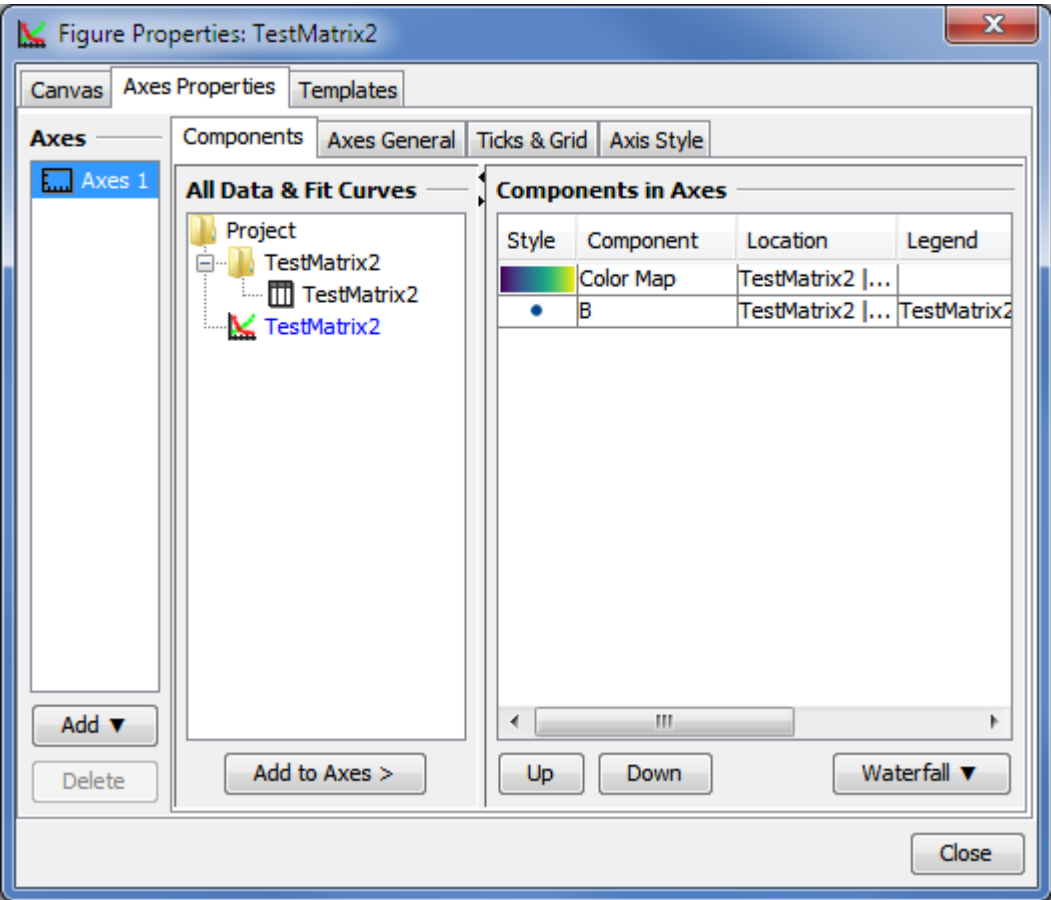 Figure Properties: TestMatrix2
Canvas Axes Properties Templates
Axes
Components Axes General Ticks & Grid Axis Style
Axes 1
All Data & Fit Curves
Components in Axes
Project
TestMatrix2
TestMatrix2
TestMatrix2
Style Component Location Legend
Color Map TestMatrix2 |...
B TestMatrix2 |... TestMatrix2
Add ▼
Delete
Add to Axes >
Up Down Waterfall ▼
Close